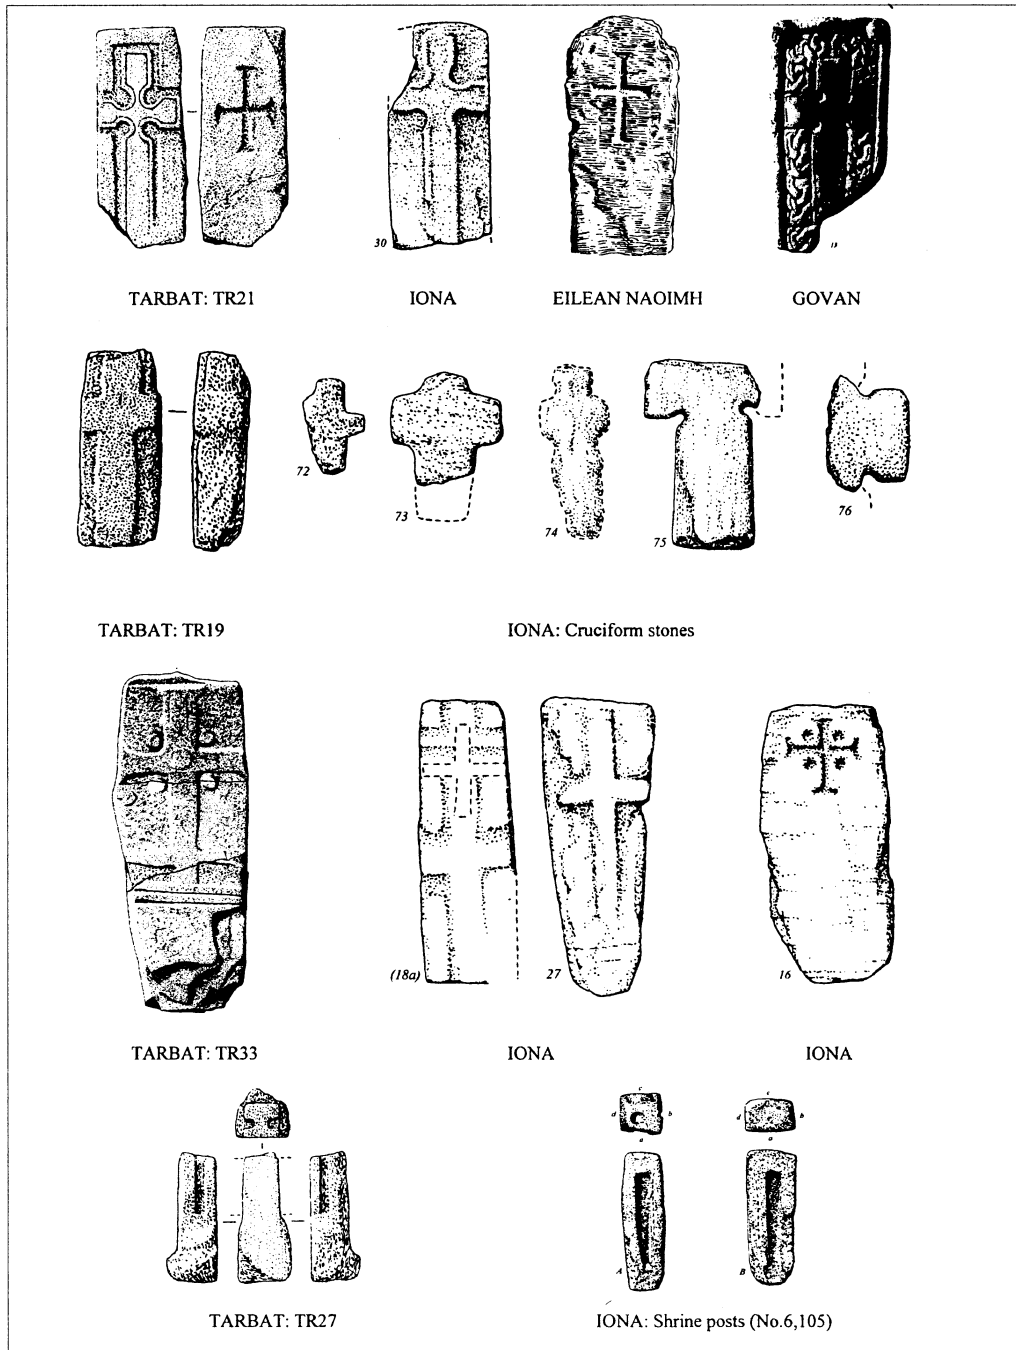 30
13
TARBAT: TR21
IONA
EILEAN NAOIMH
GOVAN
72
73
74
75
76
TARBAT: TR19
IONA: Cruciform stones
(18a)
27
16
TARBAT: TR33
IONA
IONA
c
d
b
a
c
d
b
a
A
B
TARBAT: TR27
IONA: Shrine posts (No.6,105)